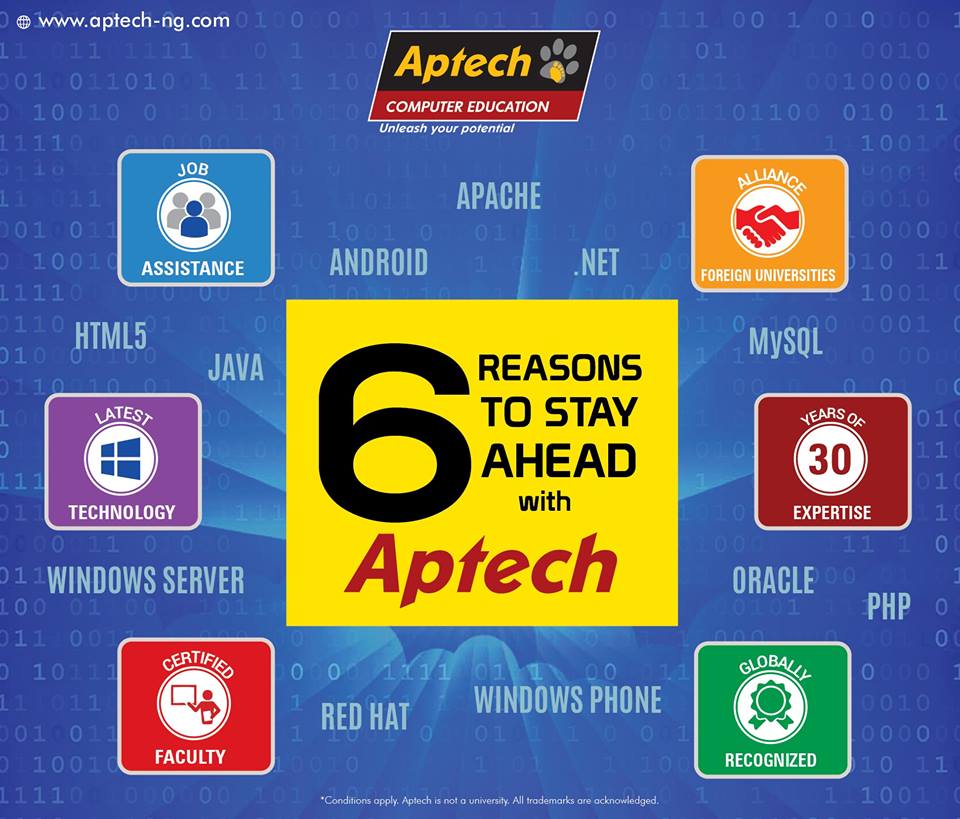 www.aptech-ng.com
Aptech
COMPUTER EDUCATION
Unleash your potential
JOB
ASSISTANCE
APACHE
ALLIANCE
FOREIGN UNIVERSITIES
ANDROID
.NET
HTML5
JAVA
MySQL
6 REASONS
TO STAY
AHEAD
with
Aptech
LATEST
TECHNOLOGY
YEARS OF
30
EXPERTISE
WINDOWS SERVER
ORACLE
PHP
CERTIFIED
FACULTY
RED HAT
WINDOWS PHONE
GLOBALLY
RECOGNIZED
*Conditions apply. Aptech is not a university. All trademarks are acknowledged.